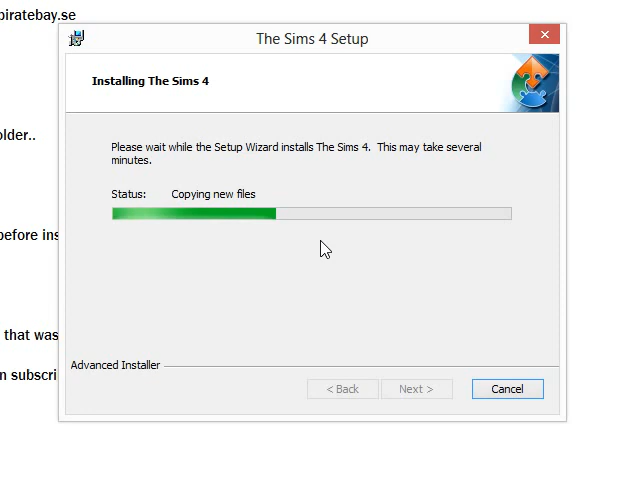 piratebay.se
The Sims 4 Setup
Installing The Sims 4
older..
Please wait while the Setup Wizard installs The Sims 4. This may take several
minutes.
Status: Copying new files
before ins
that was
Advanced Installer
n subscri
< Back Next > Cancel